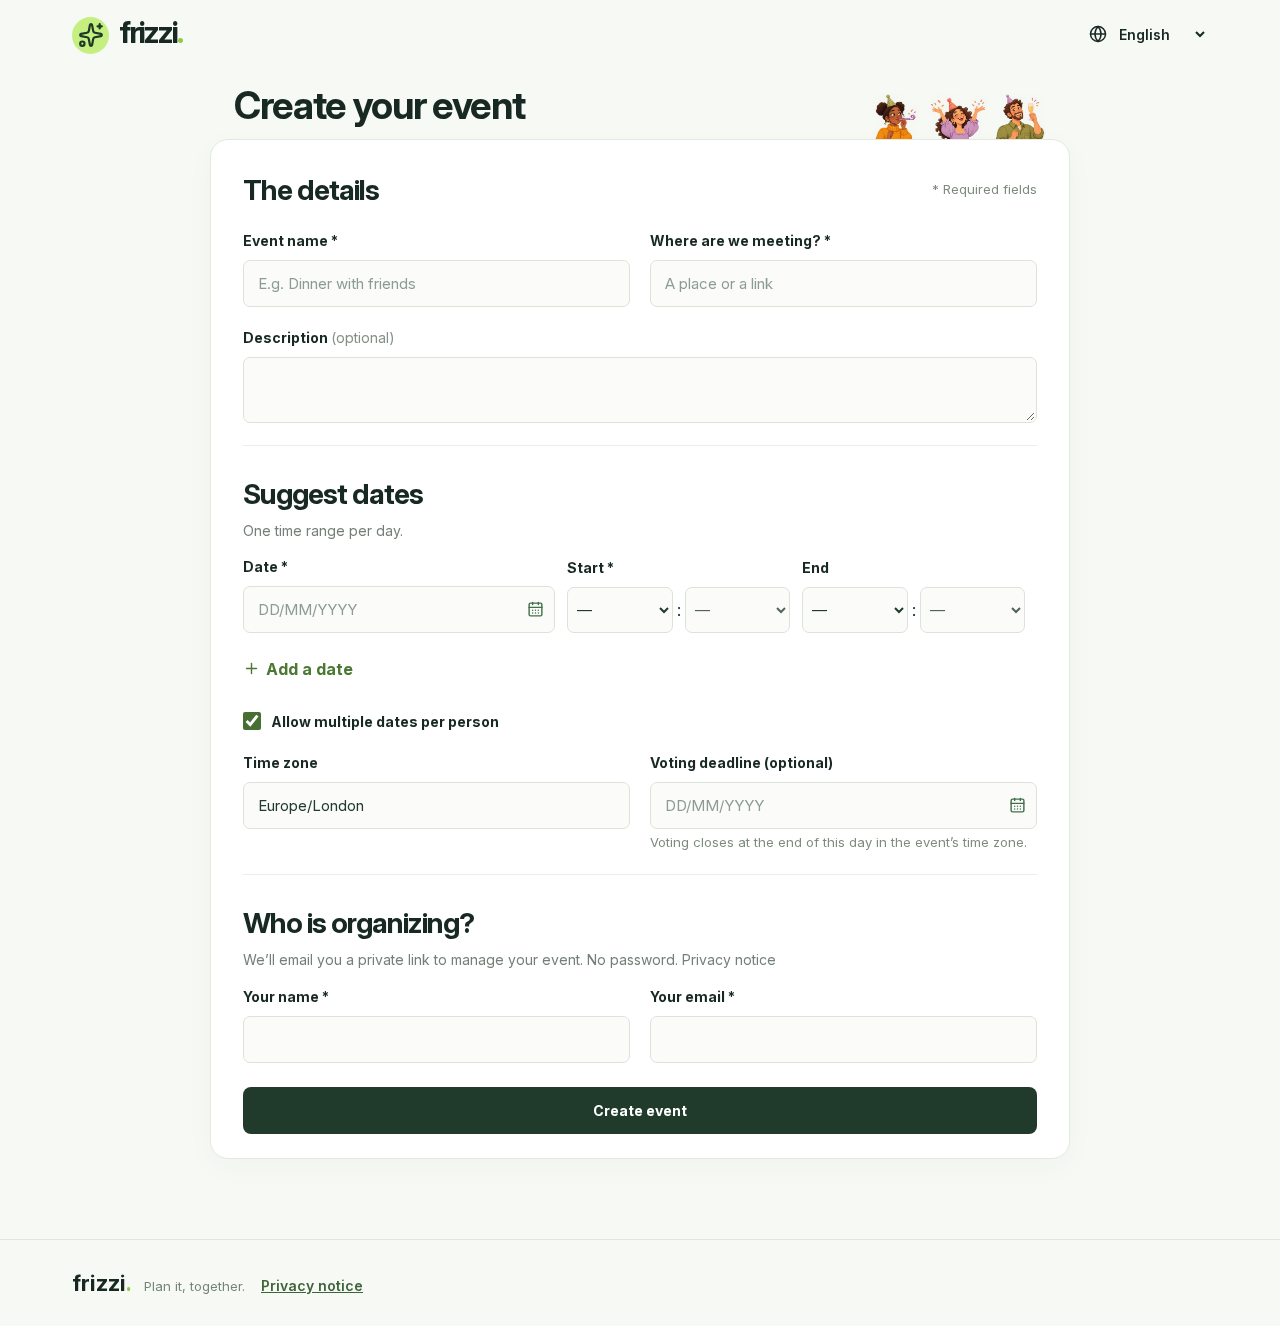 frizzi.
English
Create your event
The details
* Required fields
Event name *
Where are we meeting? *
E.g. Dinner with friends
A place or a link
Description (optional)
Suggest dates
One time range per day.
Date *
Start *
End
DD/MM/YYYY
— : —
— : —
+ Add a date
Allow multiple dates per person
Time zone
Voting deadline (optional)
Europe/London
DD/MM/YYYY
Voting closes at the end of this day in the event’s time zone.
Who is organizing?
We’ll email you a private link to manage your event. No password. Privacy notice
Your name *
Your email *
Create event
frizzi. Plan it, together. Privacy notice